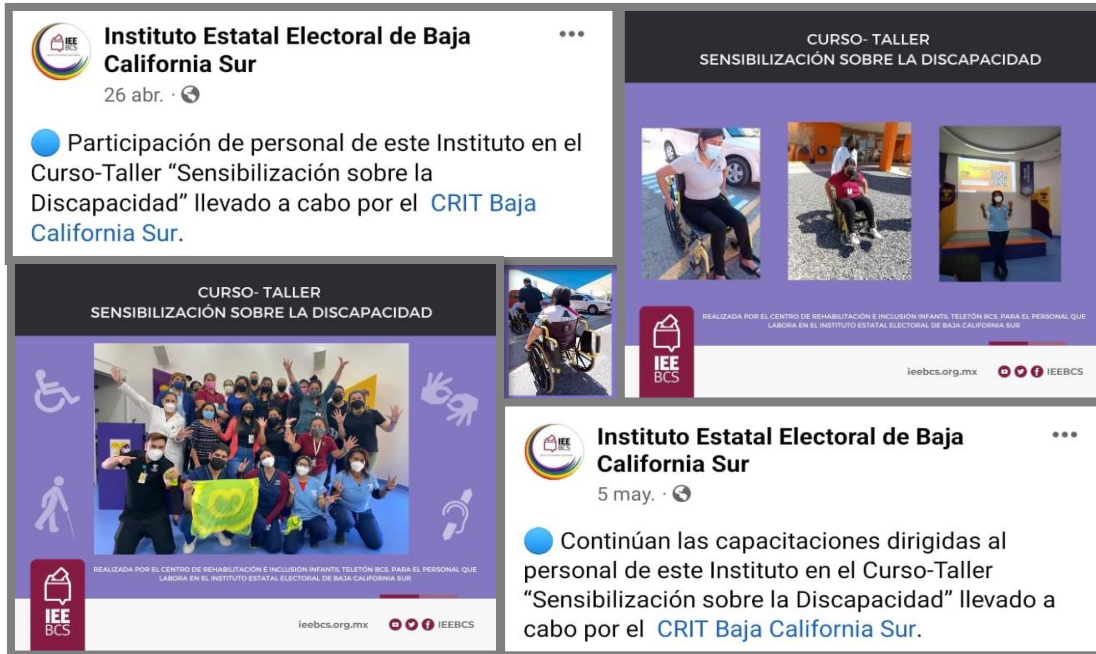 Instituto Estatal Electoral de Baja
California Sur
26 abr.
Participación de personal de este Instituto en el
Curso-Taller “Sensibilización sobre la
Discapacidad” llevado a cabo por el CRIT Baja
California Sur.
CURSO- TALLER
SENSIBILIZACIÓN SOBRE LA DISCAPACIDAD
REALIZADA POR EL CENTRO DE REHABILITACIÓN E INCLUSIÓN INFANTIL TELETÓN BCS, PARA EL PERSONAL QUE
LABORA EN EL INSTITUTO ESTATAL ELECTORAL DE BAJA CALIFORNIA SUR
IEE
BCS
ieebcs.org.mx IEEBCS
CURSO- TALLER
SENSIBILIZACIÓN SOBRE LA DISCAPACIDAD
REALIZADA POR EL CENTRO DE REHABILITACIÓN E INCLUSIÓN INFANTIL TELETÓN BCS, PARA EL PERSONAL QUE
LABORA EN EL INSTITUTO ESTATAL ELECTORAL DE BAJA CALIFORNIA SUR
IEE
BCS
ieebcs.org.mx IEEBCS
IEE
BCS
Instituto Estatal Electoral de Baja
California Sur
5 may.
Continúan las capacitaciones dirigidas al
personal de este Instituto en el Curso-Taller
“Sensibilización sobre la Discapacidad” llevado a
cabo por el CRIT Baja California Sur.